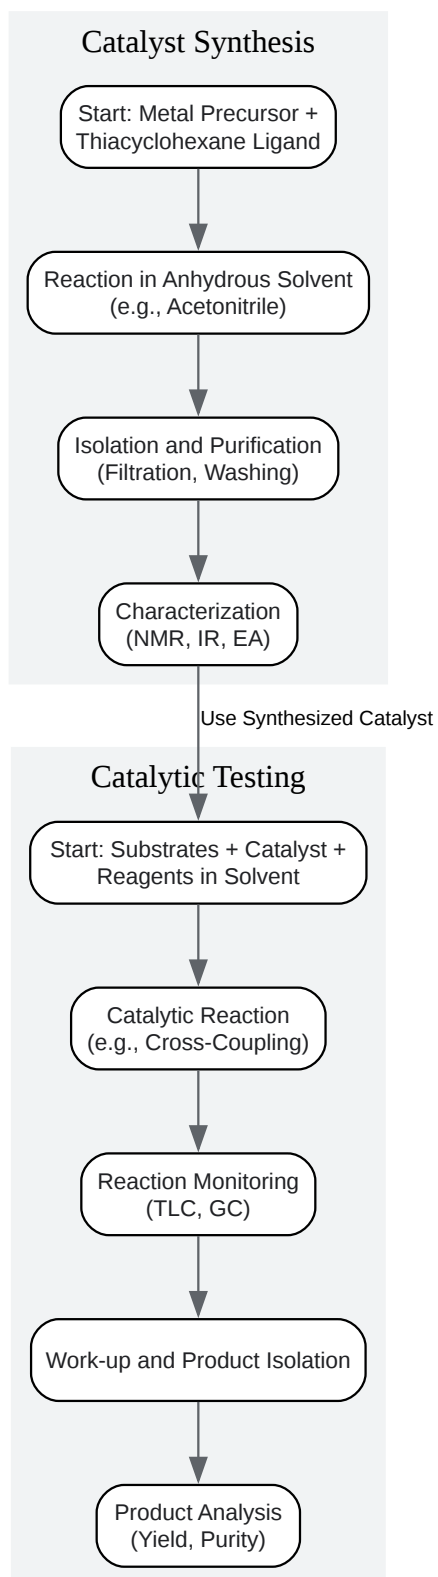 Catalyst Synthesis
Start: Metal Precursor +
Thiacyclohexane Ligand
Reaction in Anhydrous Solvent
(e.g., Acetonitrile)
Isolation and Purification
(Filtration, Washing)
Characterization
(NMR, IR, EA)
Use Synthesized Catalyst
Catalytic Testing
Start: Substrates + Catalyst +
Reagents in Solvent
Catalytic Reaction
(e.g., Cross-Coupling)
Reaction Monitoring
(TLC, GC)
Work-up and Product Isolation
Product Analysis
(Yield, Purity)